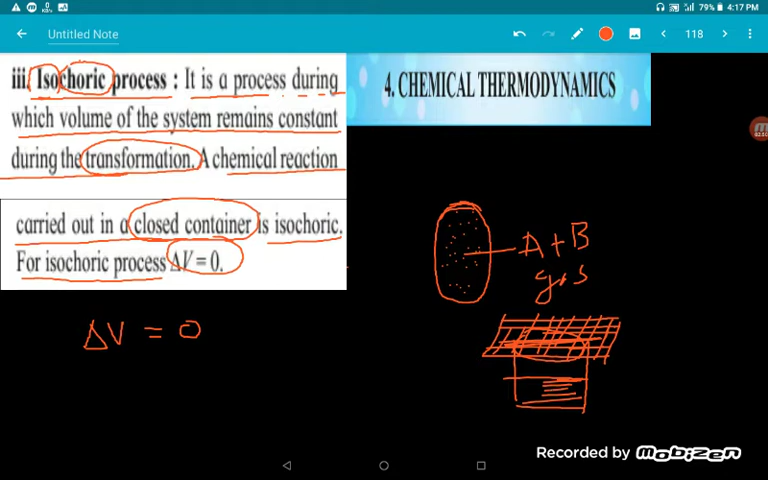 79% 4:17 PM
Untitled Note
118
iii. Isochoric process : It is a process during
which volume of the system remains constant
during the transformation. A chemical reaction
carried out in a closed container is isochoric.
For isochoric process ΔV = 0.
4. CHEMICAL THERMODYNAMICS
A + B
gas
ΔV = 0
Recorded by mobizen